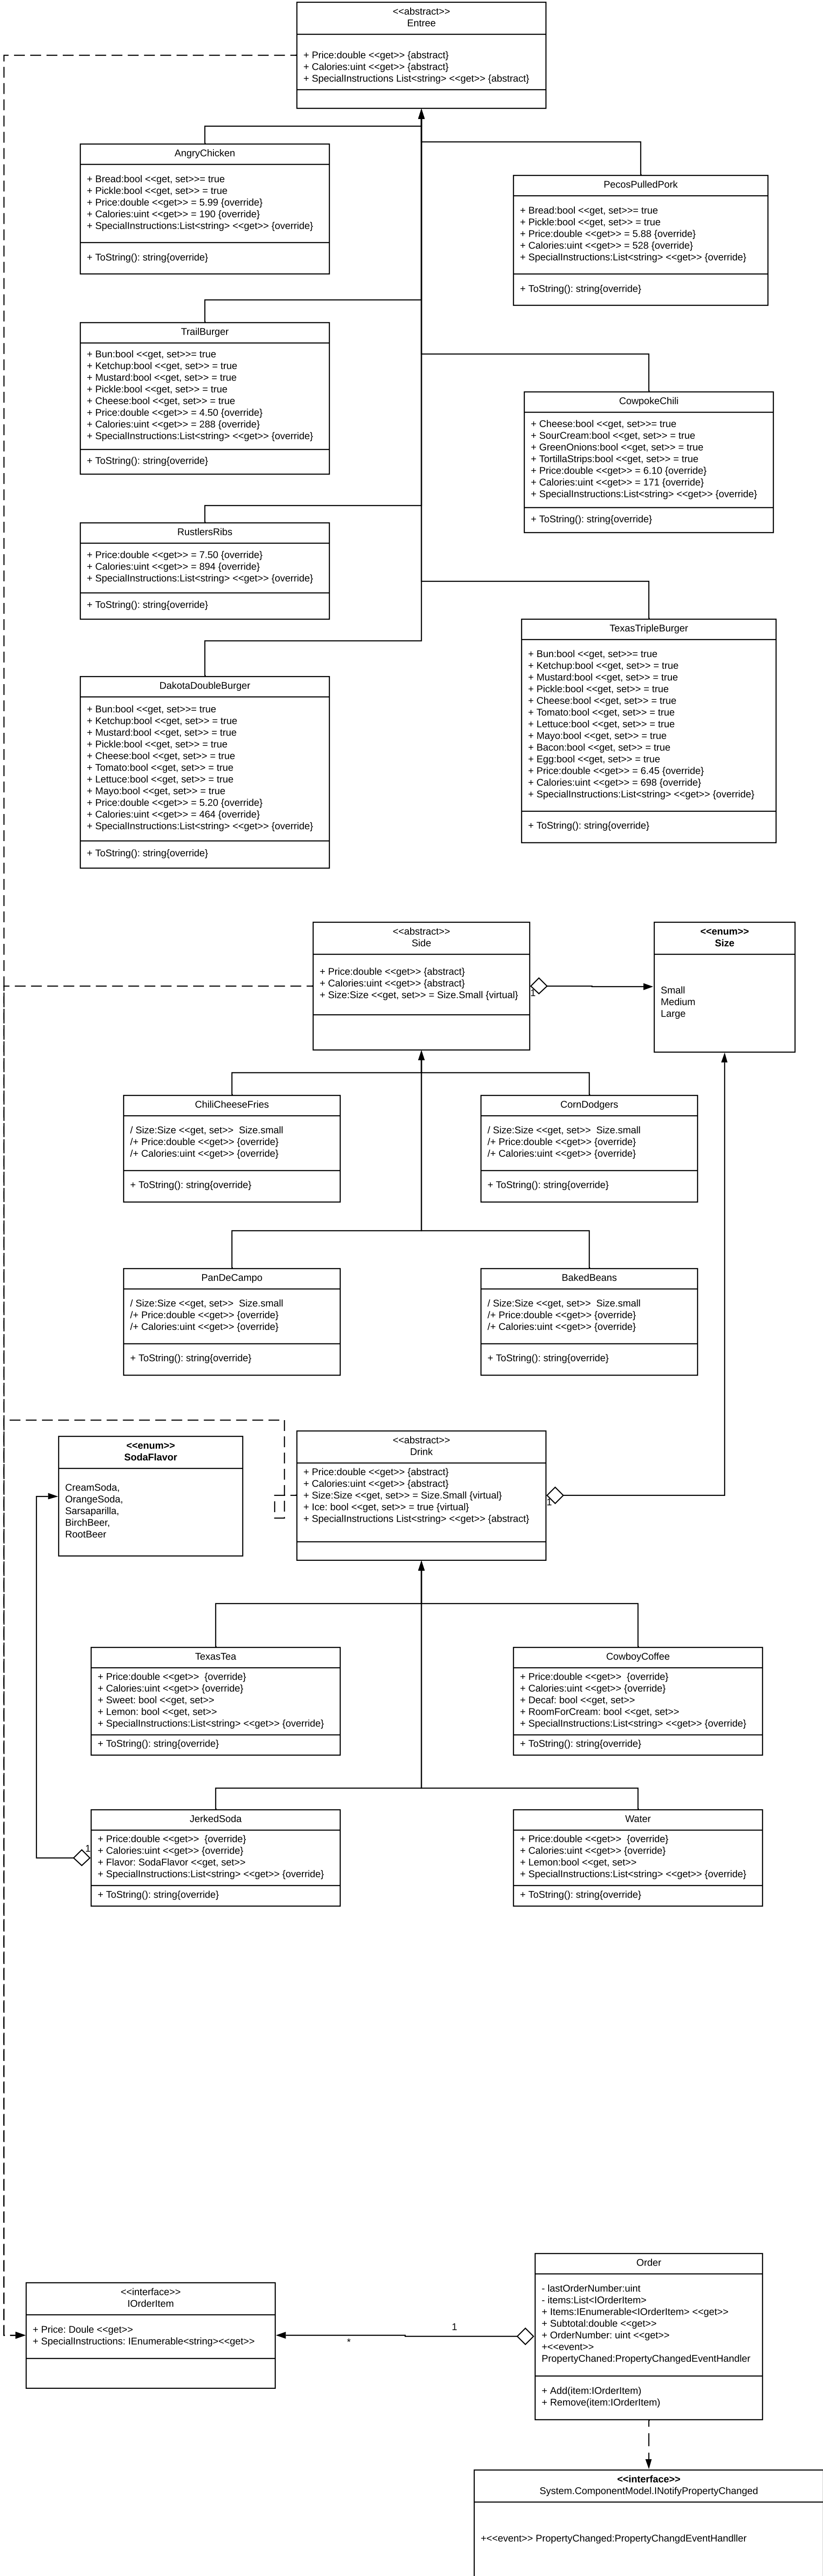 <<abstract>>
Entree
+ Price:double <<get>> {abstract}
+ Calories:uint <<get>> {abstract}
+ SpecialInstructions List<string> <<get>> {abstract}
AngryChicken
+ Bread:bool <<get, set>>= true
+ Pickle:bool <<get, set>> = true
+ Price:double <<get>> = 5.99 {override}
+ Calories:uint <<get>> = 190 {override}
+ SpecialInstructions:List<string> <<get>> {override}
+ ToString(): string{override}
PecosPulledPork
+ Bread:bool <<get, set>>= true
+ Pickle:bool <<get, set>> = true
+ Price:double <<get>> = 5.88 {override}
+ Calories:uint <<get>> = 528 {override}
+ SpecialInstructions:List<string> <<get>> {override}
+ ToString(): string{override}
TrailBurger
+ Bun:bool <<get, set>>= true
+ Ketchup:bool <<get, set>> = true
+ Mustard:bool <<get, set>> = true
+ Pickle:bool <<get, set>> = true
+ Cheese:bool <<get, set>> = true
+ Price:double <<get>> = 4.50 {override}
+ Calories:uint <<get>> = 288 {override}
+ SpecialInstructions:List<string> <<get>> {override}
+ ToString(): string{override}
CowpokeChili
+ Cheese:bool <<get, set>>= true
+ SourCream:bool <<get, set>> = true
+ GreenOnions:bool <<get, set>> = true
+ TortillaStrips:bool <<get, set>> = true
+ Price:double <<get>> = 6.10 {override}
+ Calories:uint <<get>> = 171 {override}
+ SpecialInstructions:List<string> <<get>> {override}
+ ToString(): string{override}
RustlersRibs
+ Price:double <<get>> = 7.50 {override}
+ Calories:uint <<get>> = 894 {override}
+ SpecialInstructions:List<string> <<get>> {override}
+ ToString(): string{override}
TexasTripleBurger
+ Bun:bool <<get, set>>= true
+ Ketchup:bool <<get, set>> = true
+ Mustard:bool <<get, set>> = true
+ Pickle:bool <<get, set>> = true
+ Cheese:bool <<get, set>> = true
+ Tomato:bool <<get, set>> = true
+ Lettuce:bool <<get, set>> = true
+ Mayo:bool <<get, set>> = true
+ Bacon:bool <<get, set>> = true
+ Egg:bool <<get, set>> = true
+ Price:double <<get>> = 6.45 {override}
+ Calories:uint <<get>> = 698 {override}
+ SpecialInstructions:List<string> <<get>> {override}
+ ToString(): string{override}
DakotaDoubleBurger
+ Bun:bool <<get, set>>= true
+ Ketchup:bool <<get, set>> = true
+ Mustard:bool <<get, set>> = true
+ Pickle:bool <<get, set>> = true
+ Cheese:bool <<get, set>> = true
+ Tomato:bool <<get, set>> = true
+ Lettuce:bool <<get, set>> = true
+ Mayo:bool <<get, set>> = true
+ Price:double <<get>> = 5.20 {override}
+ Calories:uint <<get>> = 464 {override}
+ SpecialInstructions:List<string> <<get>> {override}
+ ToString(): string{override}
<<abstract>>
Side
+ Price:double <<get>> {abstract}
+ Calories:uint <<get>> {abstract}
+ Size:Size <<get, set>> = Size.Small {virtual}
1
<<enum>>
Size
Small
Medium
Large
ChiliCheeseFries
/ Size:Size <<get, set>> Size.small
/+ Price:double <<get>> {override}
/+ Calories:uint <<get>> {override}
+ ToString(): string{override}
CornDodgers
/ Size:Size <<get, set>> Size.small
/+ Price:double <<get>> {override}
/+ Calories:uint <<get>> {override}
+ ToString(): string{override}
PanDeCampo
/ Size:Size <<get, set>> Size.small
/+ Price:double <<get>> {override}
/+ Calories:uint <<get>> {override}
+ ToString(): string{override}
BakedBeans
/ Size:Size <<get, set>> Size.small
/+ Price:double <<get>> {override}
/+ Calories:uint <<get>> {override}
+ ToString(): string{override}
<<enum>>
SodaFlavor
CreamSoda,
OrangeSoda,
Sarsaparilla,
BirchBeer,
RootBeer
<<abstract>>
Drink
+ Price:double <<get>> {abstract}
+ Calories:uint <<get>> {abstract}
+ Size:Size <<get, set>> = Size.Small {virtual}
+ Ice: bool <<get, set>> = true {virtual}
+ SpecialInstructions List<string> <<get>> {abstract}
1
TexasTea
+ Price:double <<get>> {override}
+ Calories:uint <<get>> {override}
+ Sweet: bool <<get, set>>
+ Lemon: bool <<get, set>>
+ SpecialInstructions:List<string> <<get>> {override}
+ ToString(): string{override}
CowboyCoffee
+ Price:double <<get>> {override}
+ Calories:uint <<get>> {override}
+ Decaf: bool <<get, set>>
+ RoomForCream: bool <<get, set>>
+ SpecialInstructions:List<string> <<get>> {override}
+ ToString(): string{override}
1
JerkedSoda
+ Price:double <<get>> {override}
+ Calories:uint <<get>> {override}
+ Flavor: SodaFlavor <<get, set>>
+ SpecialInstructions:List<string> <<get>> {override}
+ ToString(): string{override}
Water
+ Price:double <<get>> {override}
+ Calories:uint <<get>> {override}
+ Lemon:bool <<get, set>>
+ SpecialInstructions:List<string> <<get>> {override}
+ ToString(): string{override}
<<interface>>
IOrderItem
+ Price: Doule <<get>>
+ SpecialInstructions: IEnumerable<string><<get>>
*
1
Order
- lastOrderNumber:uint
- items:List<IOrderItem>
+ Items:IEnumerable<IOrderItem> <<get>>
+ Subtotal:double <<get>>
+ OrderNumber: uint <<get>>
+<<event>>
PropertyChaned:PropertyChangedEventHandler
+ Add(item:IOrderItem)
+ Remove(item:IOrderItem)
<<interface>>
System.ComponentModel.INotifyPropertyChanged
+<<event>> PropertyChanged:PropertyChangdEventHandller